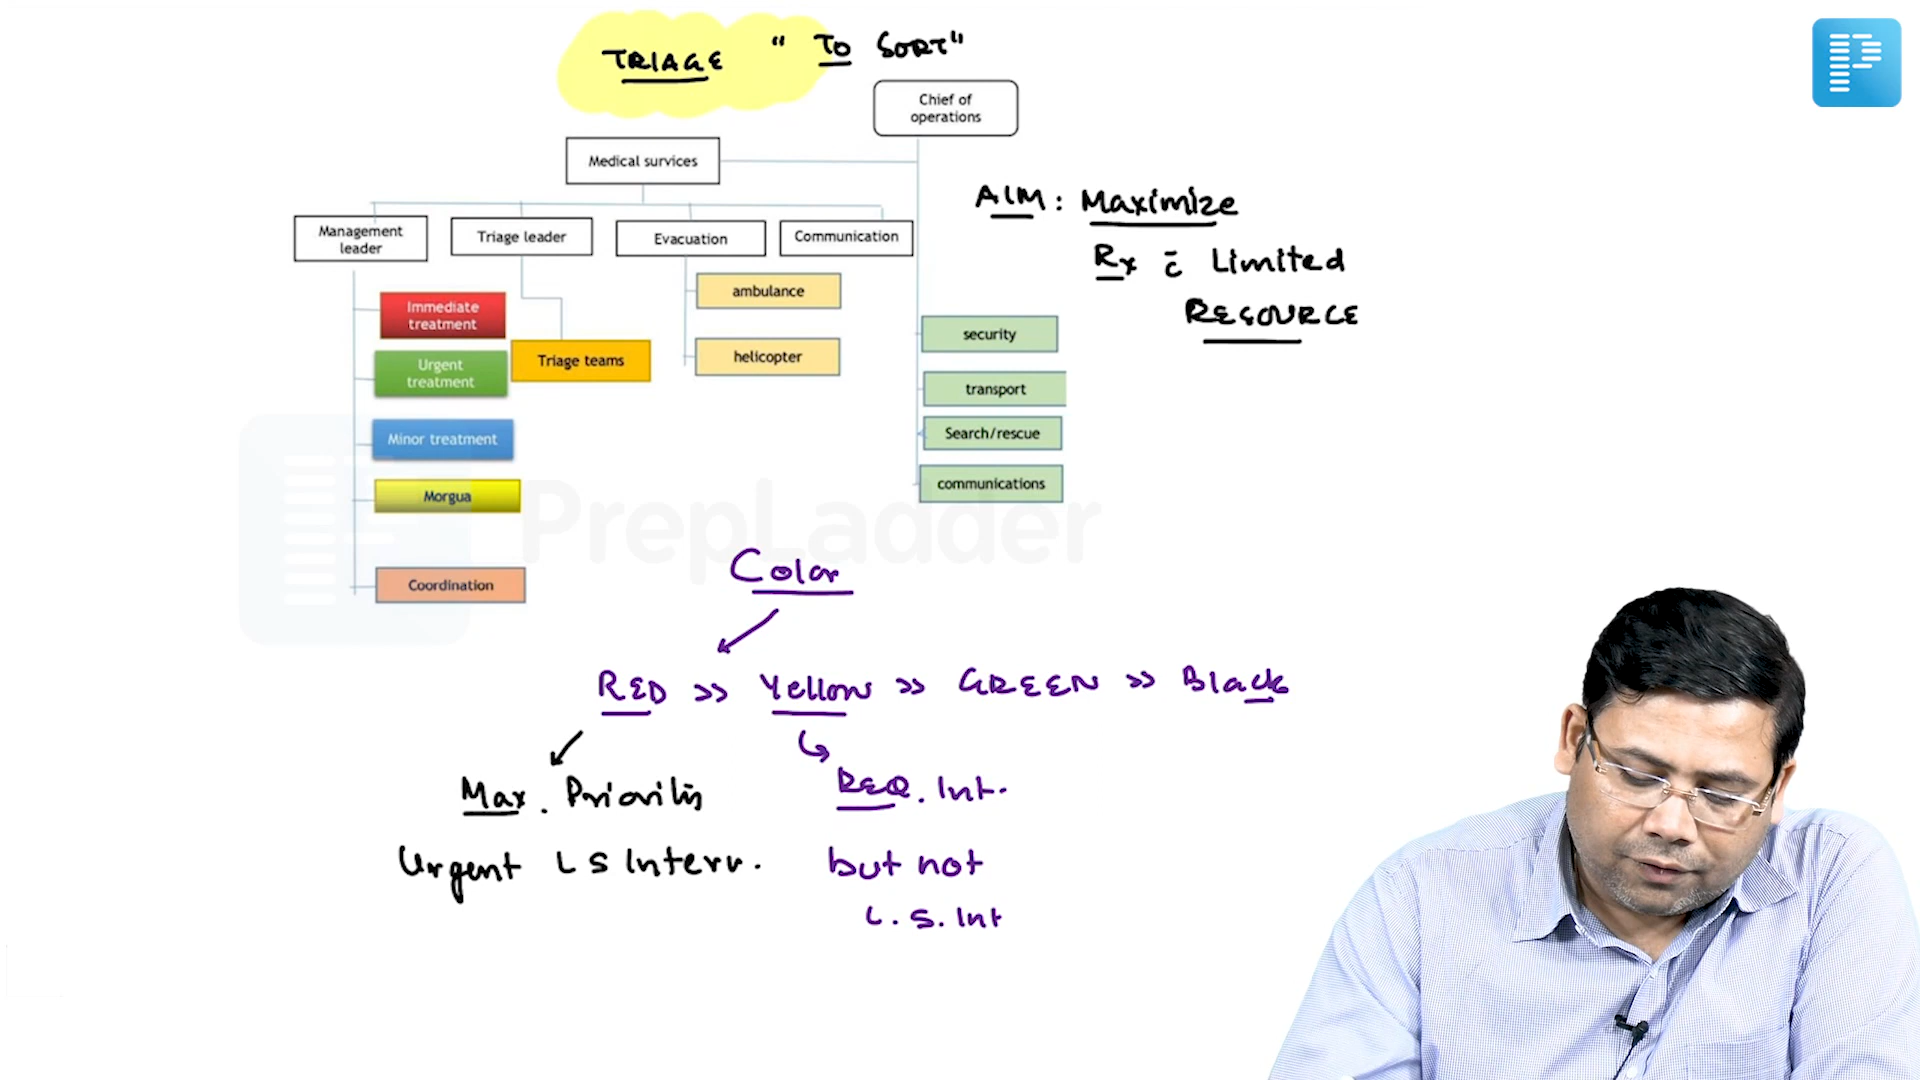 TRIAGE "TO SORT"
Chief of
operations
Medical survices
AIM: Maximize
Rx c̄ Limited
RESOURCE
Management
leader
Triage leader
Evacuation
Communication
Immediate
treatment
Urgent
treatment
Minor treatment
Morgua
Coordination
Triage teams
ambulance
helicopter
security
transport
Search/rescue
communications
PrepLadder
Color
RED >> Yellow >> GREEN >> Black
Max. Priority
Urgent LS Interv.
REQ. Int.
but not
L.S. Int